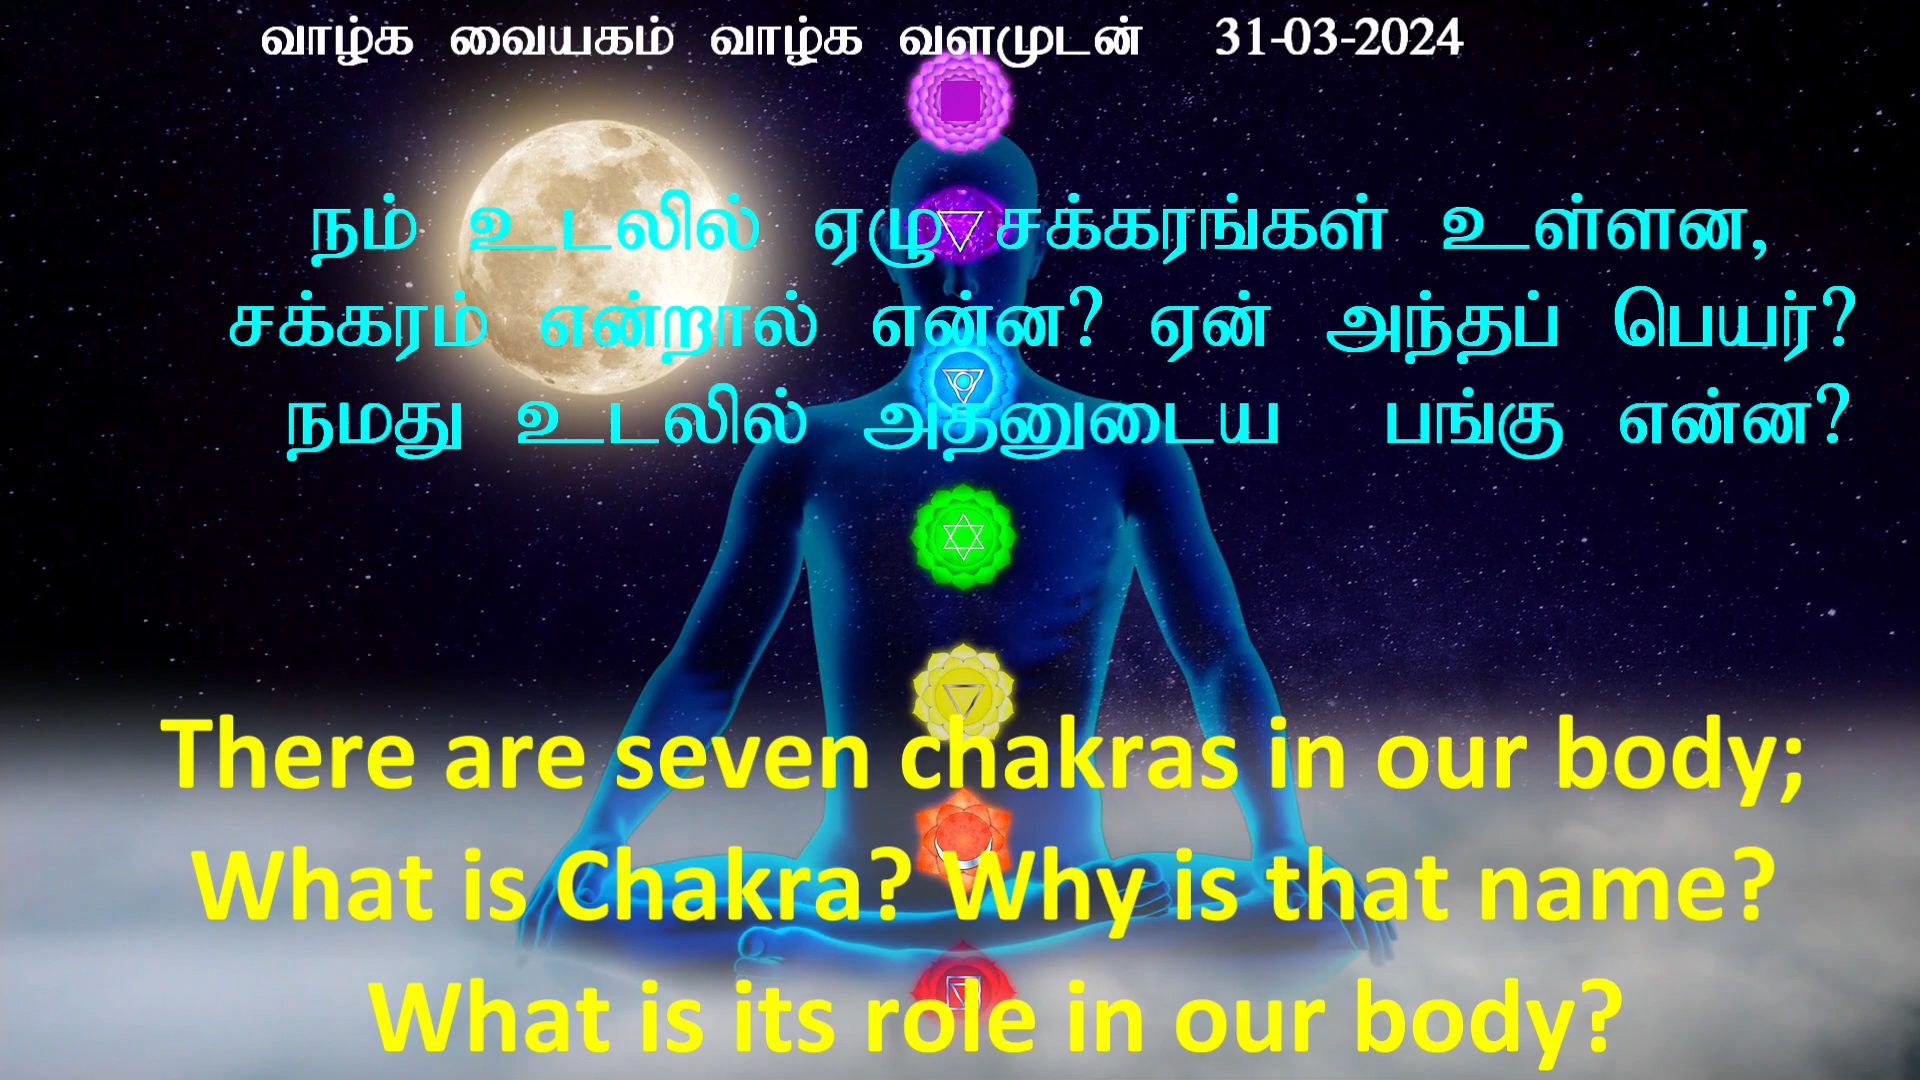 வாழ்க வையகம் வாழ்க வளமுடன் 31-03-2024
நம் உடலில் ஏழு சக்கரங்கள் உள்ளன,
சக்கரம் என்றால் என்ன? ஏன் அந்தப் பெயர்?
நமது உடலில் அதனுடைய பங்கு என்ன?
There are seven chakras in our body;
What is Chakra? Why is that name?
What is its role in our body?